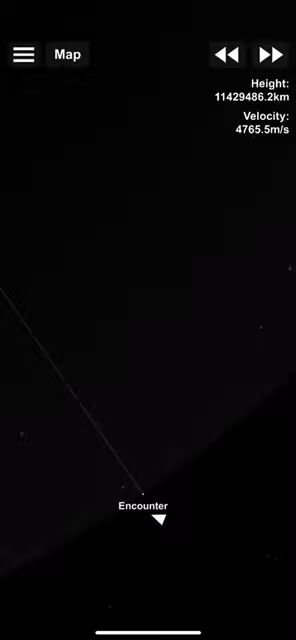 Map
Height:
11429486.2km
Velocity:
4765.5m/s
Encounter